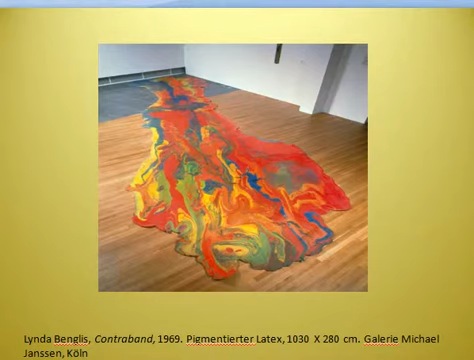 Lynda Benglis, Contraband, 1969. Pigmentierter Latex, 1030 X 280 cm. Galerie Michael
Janssen, Köln